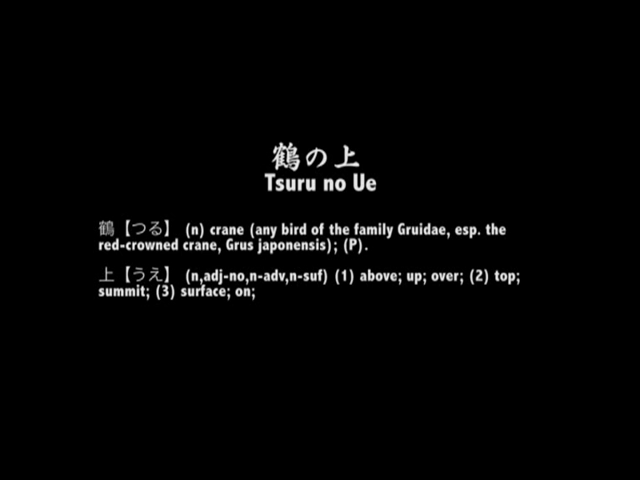 鶴の上
Tsuru no Ue
鶴【つる】 (n) crane (any bird of the family Gruidae, esp. the
red-crowned crane, Grus japonensis); (P).
上【うえ】 (n,adj-no,n-adv,n-suf) (1) above; up; over; (2) top;
summit; (3) surface; on;